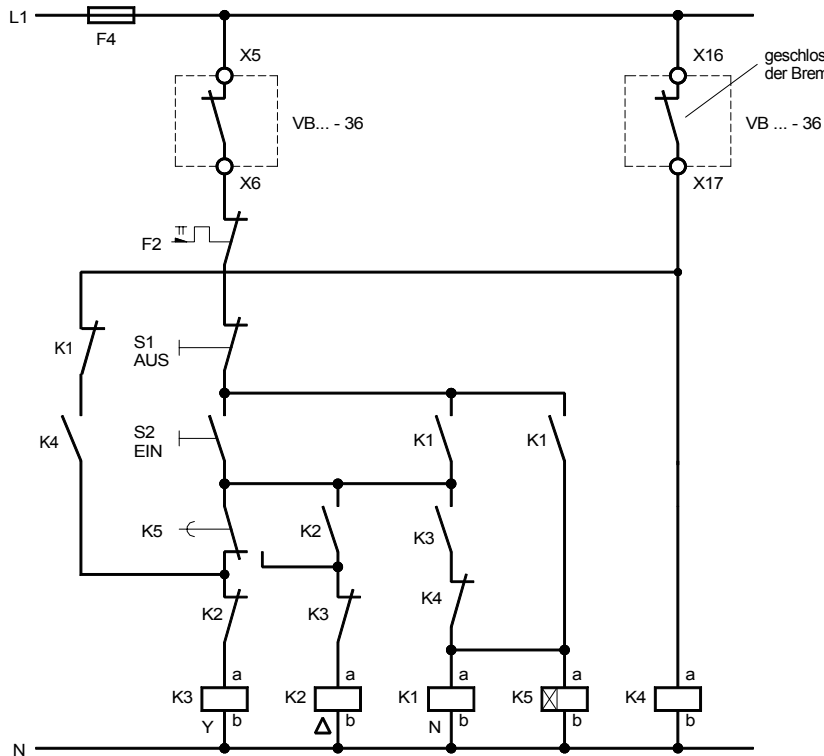 L1
F4
X5
X16
geschlos
der Brem
VB... - 36
VB ... - 36
X6
X17
F2
K1
S1
AUS
K4
S2
EIN
K1
K1
K5
K2
K3
K4
K2
K3
a
a
a
a
a
K3
K2
K1
K5
K4
Y
b
Δ
b
N
b
b
b
N